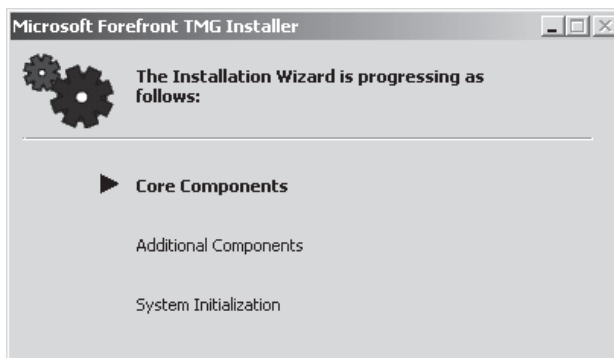 Microsoft Forefront TMG Installer
The Installation Wizard is progressing as
follows:
Core Components
Additional Components
System Initialization